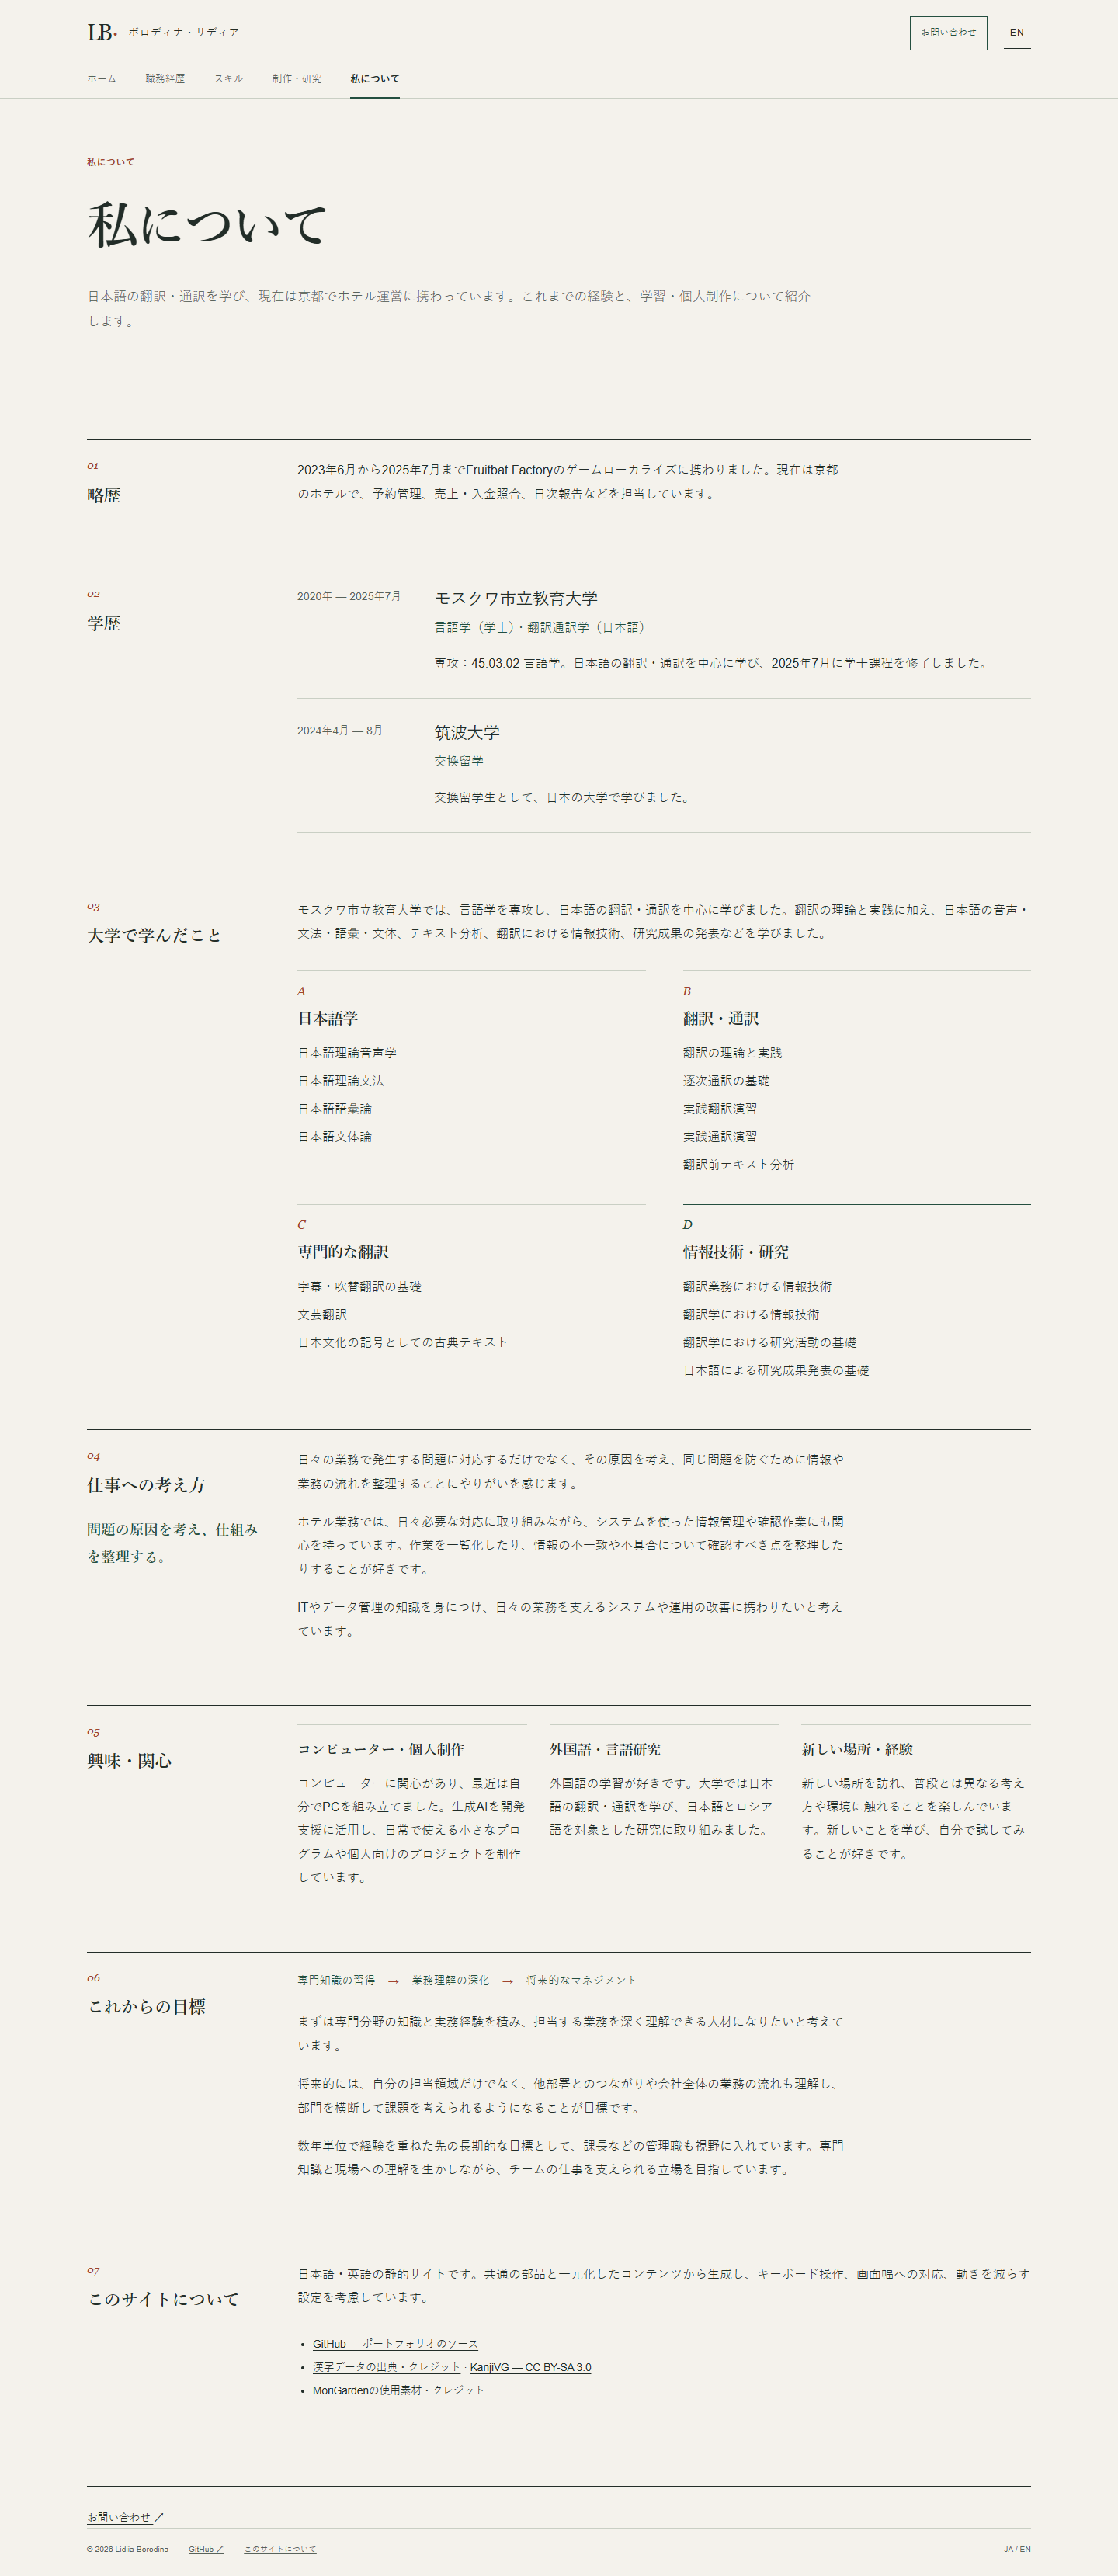 LB· ボロディナ・リディア
お問い合わせ
EN
ホーム 職務経歴 スキル 制作・研究 私について
私について
私について
日本語の翻訳・通訳を学び、現在は京都でホテル運営に携わっています。これまでの経験と、学習・個人制作について紹介
します。
01
略歴
2023年6月から2025年7月までFruitbat Factoryのゲームローカライズに携わりました。現在は京都
のホテルで、予約管理、売上・入金照合、日次報告などを担当しています。
02
学歴
2020年 — 2025年7月
モスクワ市立教育大学
言語学（学士）・翻訳通訳学（日本語）
専攻：45.03.02 言語学。日本語の翻訳・通訳を中心に学び、2025年7月に学士課程を修了しました。
2024年4月 — 8月
筑波大学
交換留学
交換留学生として、日本の大学で学びました。
03
大学で学んだこと
モスクワ市立教育大学では、言語学を専攻し、日本語の翻訳・通訳を中心に学びました。翻訳の理論と実践に加え、日本語の音声・
文法・語彙・文体、テキスト分析、翻訳における情報技術、研究成果の発表などを学びました。
A
日本語学
日本語理論音声学
日本語理論文法
日本語語彙論
日本語文体論
B
翻訳・通訳
翻訳の理論と実践
逐次通訳の基礎
実践翻訳演習
実践通訳演習
翻訳前テキスト分析
C
専門的な翻訳
字幕・吹替翻訳の基礎
文芸翻訳
日本文化の記号としての古典テキスト
D
情報技術・研究
翻訳業務における情報技術
翻訳学における情報技術
翻訳学における研究活動の基礎
日本語による研究成果発表の基礎
04
仕事への考え方
問題の原因を考え、仕組み
を整理する。
日々の業務で発生する問題に対応するだけでなく、その原因を考え、同じ問題を防ぐために情報や
業務の流れを整理することにやりがいを感じます。
ホテル業務では、日々必要な対応に取り組みながら、システムを使った情報管理や確認作業にも関
心を持っています。作業を一覧化したり、情報の不一致や不具合について確認すべき点を整理した
りすることが好きです。
ITやデータ管理の知識を身につけ、日々の業務を支えるシステムや運用の改善に携わりたいと考え
ています。
05
興味・関心
コンピューター・個人制作
コンピューターに関心があり、最近は自
分でPCを組み立てました。生成AIを開発
支援に活用し、日常で使える小さなプロ
グラムや個人向けのプロジェクトを制作
しています。
外国語・言語研究
外国語の学習が好きです。大学では日本
語の翻訳・通訳を学び、日本語とロシア
語を対象とした研究に取り組みました。
新しい場所・経験
新しい場所を訪れ、普段とは異なる考え
方や環境に触れることを楽しんでいま
す。新しいことを学び、自分で試してみ
ることが好きです。
06
これからの目標
専門知識の習得 → 業務理解の深化 → 将来的なマネジメント
まずは専門分野の知識と実務経験を積み、担当する業務を深く理解できる人材になりたいと考えて
います。
将来的には、自分の担当領域だけでなく、他部署とのつながりや会社全体の業務の流れも理解し、
部門を横断して課題を考えられるようになることが目標です。
数年単位で経験を重ねた先の長期的な目標として、課長などの管理職も視野に入れています。専門
知識と現場への理解を生かしながら、チームの仕事を支えられる立場を目指しています。
07
このサイトについて
日本語・英語の静的サイトです。共通の部品と一元化したコンテンツから生成し、キーボード操作、画面幅への対応、動きを減らす
設定を考慮しています。
• GitHub — ポートフォリオのソース
• 漢字データの出典・クレジット · KanjiVG — CC BY-SA 3.0
• MoriGardenの使用素材・クレジット
お問い合わせ ↗
© 2026 Lidiia Borodina GitHub ↗ このサイトについて
JA / EN